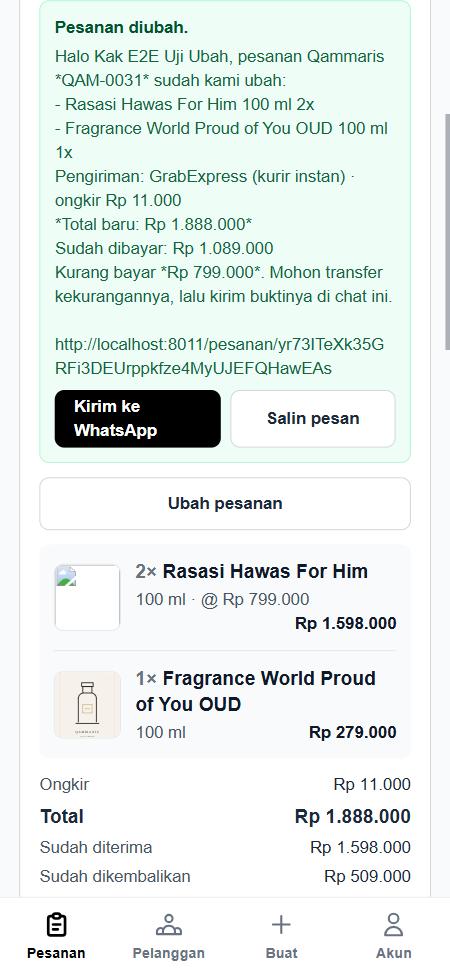 Pesanan diubah.
Halo Kak E2E Uji Ubah, pesanan Qammaris
*QAM-0031* sudah kami ubah:
- Rasasi Hawas For Him 100 ml 2x
- Fragrance World Proud of You OUD 100 ml
1x
Pengiriman: GrabExpress (kurir instan) ·
ongkir Rp 11.000
*Total baru: Rp 1.888.000*
Sudah dibayar: Rp 1.089.000
Kurang bayar *Rp 799.000*. Mohon transfer
kekurangannya, lalu kirim buktinya di chat ini.
http://localhost:8011/pesanan/yr73ITeXk35G
RFi3DEUrppkfze4MyUJEFQHawEAs
Kirim ke
WhatsApp
Salin pesan
Ubah pesanan
2× Rasasi Hawas For Him
100 ml · @ Rp 799.000
Rp 1.598.000
1× Fragrance World Proud
of You OUD
100 ml Rp 279.000
QAMMARIS
Ongkir Rp 11.000
Total Rp 1.888.000
Sudah diterima Rp 1.598.000
Sudah dikembalikan Rp 509.000
Pesanan Pelanggan Buat Akun